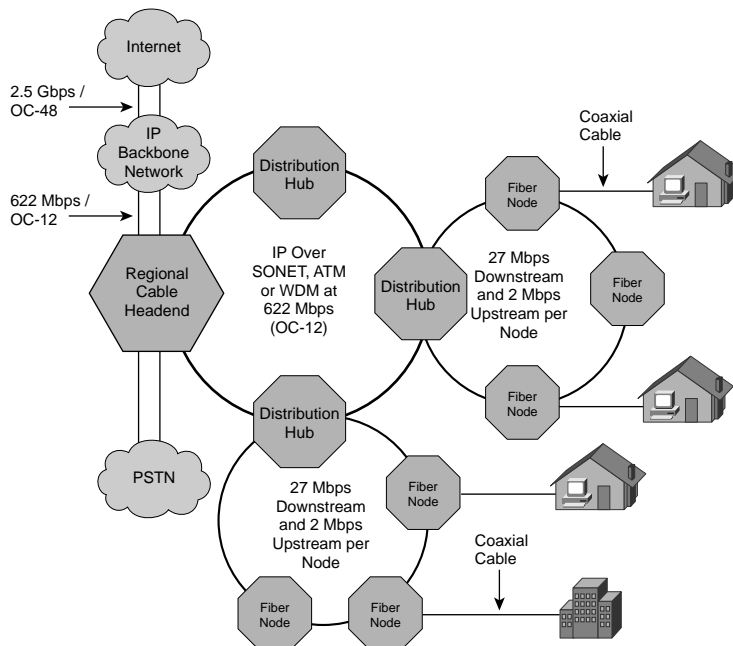 Internet
2.5 Gbps /
OC-48
IP
Backbone
Network
622 Mbps /
OC-12
Regional
Cable
Headend
PSTN
Distribution
Hub
IP Over
SONET, ATM
or WDM at
622 Mbps
(OC-12)
Distribution
Hub
Distribution
Hub
Coaxial
Cable
Fiber
Node
27 Mbps
Downstream
and 2 Mbps
Upstream per
Node
Fiber
Node
Fiber
Node
27 Mbps
Downstream
and 2 Mbps
Upstream per
Node
Fiber
Node
Coaxial
Cable
Fiber
Node
Fiber
Node